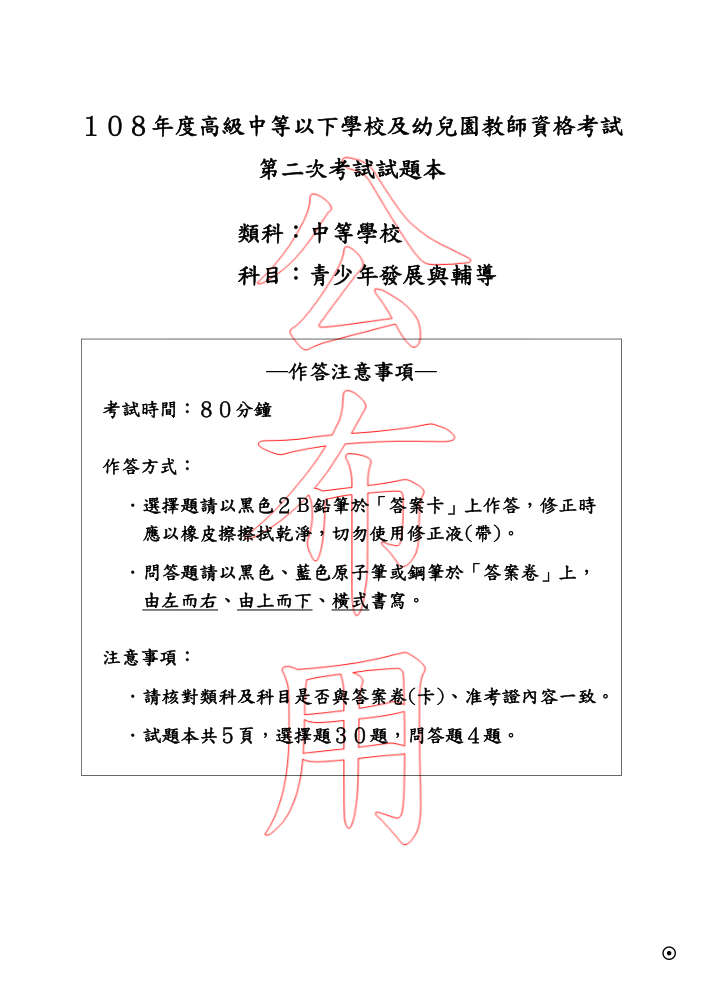 １０８年度高級中等以下學校及幼兒園教師資格考試
第二次考試試題本
類科：中等學校
科目：青少年發展與輔導
—作答注意事項—
考試時間：８０分鐘
作答方式：
．選擇題請以黑色２Ｂ鉛筆於「答案卡」上作答，修正時
應以橡皮擦擦拭乾淨，切勿使用修正液(帶)。
．問答題請以黑色、藍色原子筆或鋼筆於「答案卷」上，
由左而右、由上而下、橫式書寫。
注意事項：
．請核對類科及科目是否與答案卷(卡)、准考證內容一致。
．試題本共５頁，選擇題３０題，問答題４題。
公布用